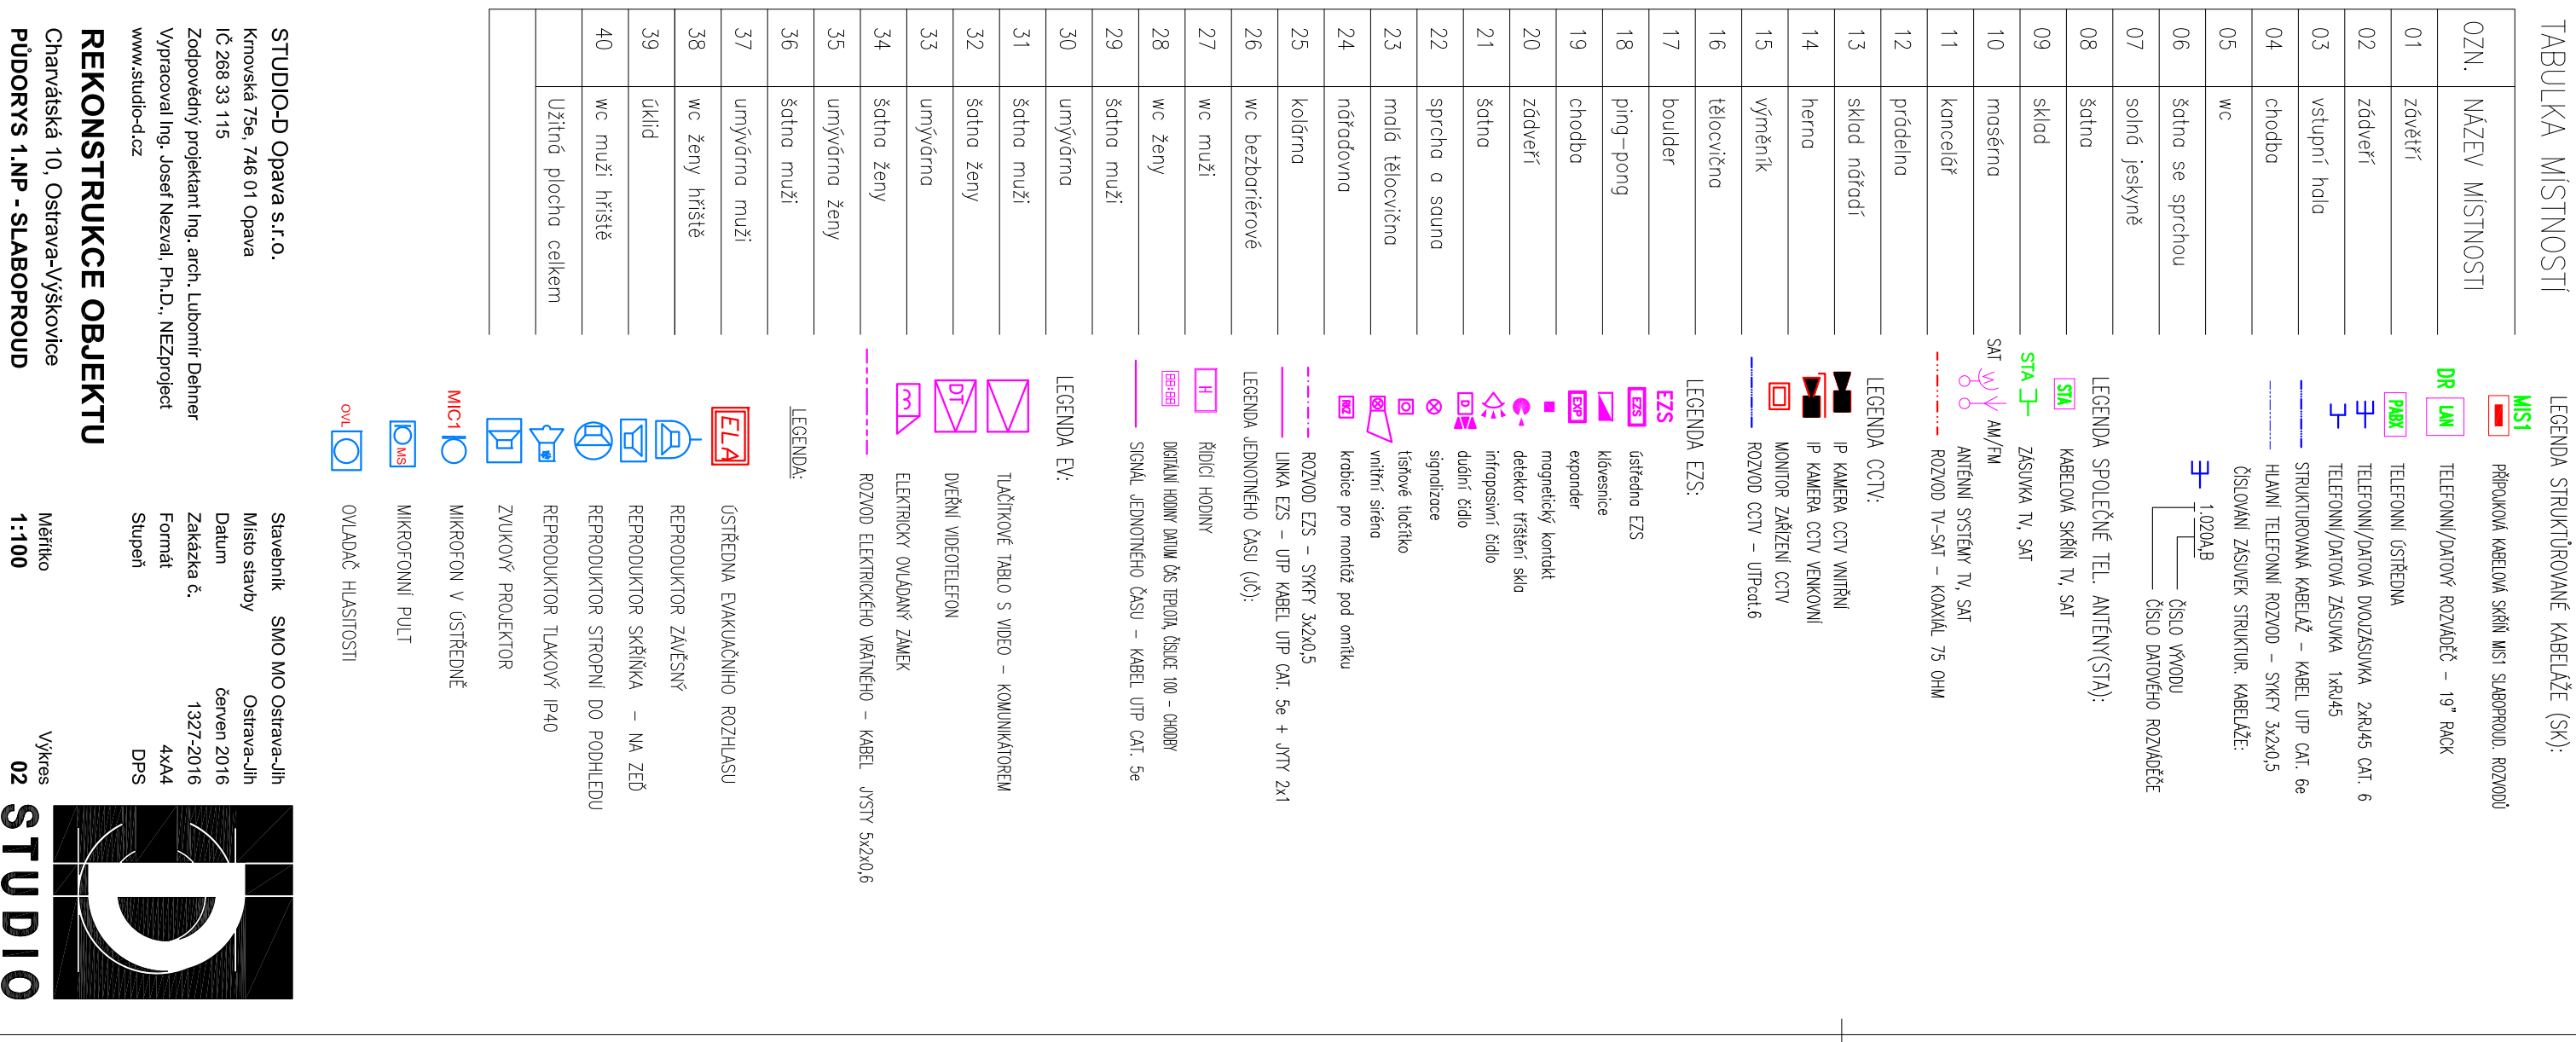 TABULKA MÍSTNOSTÍ
OZN. NÁZEV MÍSTNOSTI
01 závětří
02 zádveří
03 vstupní hala
04 chodba
05 wc
06 šatna se sprchou
07 solná jeskyně
08 šatna
09 sklad
10 masérna
11 kancelář
12 prádelna
13 sklad nářadí
14 herna
15 výměník
16 tělocvična
17 boulder
18 ping-pong
19 chodba
20 zádveří
21 šatna
22 sprcha a sauna
23 malá tělocvična
24 nářaďovna
25 kolárna
26 wc bezbariérové
27 wc muži
28 wc ženy
29 šatna muži
30 umývárna
31 šatna muži
32 šatna ženy
33 umývárna
34 šatna ženy
35 umývárna ženy
36 šatna muži
37 umývárna muži
38 wc ženy hřiště
39 úklid
40 wc muži hřiště
Užitná plocha celkem
LEGENDA STRUKTŮROVANÉ KABELÁŽE (SK):
MIS1 PŘÍPOJKOVÁ KABELOVÁ SKŘÍŇ MIS1 SLABOPROUD. ROZVODŮ
DR LAN TELEFONNÍ/DATOVÝ ROZVADĚČ - 19" RACK
PABX TELEFONNÍ ÚSTŘEDNA
TELEFONNÍ/DATOVÁ DVOJZÁSUVKA 2xRJ45 CAT. 6
TELEFONNÍ/DATOVÁ ZÁSUVKA 1xRJ45
STRUKTUROVANÁ KABELÁŽ - KABEL UTP CAT. 6e
HLAVNÍ TELEFONNÍ ROZVOD - SYKFY 3x2x0,5
ČÍSLOVÁNÍ ZÁSUVEK STRUKTUR. KABELÁŽE:
1.020A,B
ČÍSLO VÝVODU
ČÍSLO DATOVÉHO ROZVÁDĚČE
LEGENDA SPOLEČNÉ TEL. ANTÉNY(STA):
STA KABELOVÁ SKŘÍŇ TV, SAT
STA ZÁSUVKA TV, SAT
SAT AM/FM ANTÉNNÍ SYSTÉMY TV, SAT
ROZVOD TV-SAT - KOAXIÁL 75 OHM
LEGENDA CCTV:
IP KAMERA CCTV VNITŘNÍ
IP KAMERA CCTV VENKOVNÍ
MONITOR ZAŘÍZENÍ CCTV
ROZVOD CCTV - UTPcat.6
LEGENDA EZS:
EZS
EZS ústředna EZS
klávesnice
EXP expander
magnetický kontakt
detektor tříštění skla
infrapasivní čidlo
D duální čidlo
signalizace
tísňové tlačítko
vnitřní siréna
RKZ krabice pro montáž pod omítku
ROZVOD EZS - SYKFY 3x2x0,5
LINKA EZS - UTP KABEL UTP CAT. 5e + JYTY 2x1
LEGENDA JEDNOTNÉHO ČASU (JČ):
H ŘÍDÍCÍ HODINY
88:88 DIGITÁLNÍ HODINY DATUM ČAS TEPLOTA, ČÍSLICE 100 - CHODBY
SIGNÁL JEDNOTNÉHO ČASU - KABEL UTP CAT. 5e
LEGENDA EV:
TLAČÍTKOVÉ TABLO S VIDEO - KOMUNIKÁTOREM
DT DVEŘNÍ VIDEOTELEFON
ELEKTRICKY OVLÁDANÝ ZÁMEK
ROZVOD ELEKTRICKÉHO VRÁTNÉHO - KABEL JYSTY 5x2x0,6
LEGENDA:
ELA ÚSTŘEDNA EVAKUAČNÍHO ROZHLASU
REPRODUKTOR ZÁVĚSNÝ
REPRODUKTOR SKŘÍŇKA - NA ZEĎ
REPRODUKTOR STROPNÍ DO PODHLEDU
REPRODUKTOR TLAKOVÝ IP40
ZVUKOVÝ PROJEKTOR
MIC1 MIKROFON V ÚSTŘEDNĚ
MS MIKROFONNÍ PULT
OVL OVLADAČ HLASITOSTI
STUDIO-D Opava s.r.o.
Krnovská 75e, 746 01 Opava
IČ 268 33 115
Zodpovědný projektant Ing. arch. Lubomír Dehner
Vypracoval Ing. Josef Nezval, Ph.D., NEZproject
www.studio-d.cz
REKONSTRUKCE OBJEKTU
Charvátská 10, Ostrava-Výškovice
PŮDORYS 1.NP - SLABOPROUD
Stavebník SMO MO Ostrava-Jih
Místo stavby Ostrava-Jih
Datum červen 2016
Zakázka č. 1327-2016
Formát 4xA4
Stupeň DPS
Měřítko Výkres
1:100 02
STUDIO